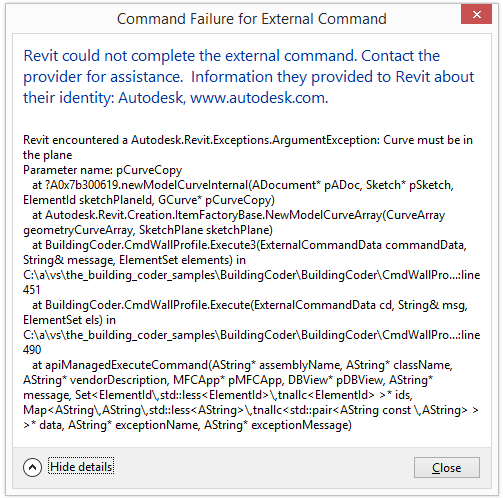 Command Failure for External Command
Revit could not complete the external command. Contact the
provider for assistance.  Information they provided to Revit about
their identity: Autodesk, www.autodesk.com.
Revit encountered a Autodesk.Revit.Exceptions.ArgumentException: Curve must be in
the plane
Parameter name: pCurveCopy
   at ?A0x7b300619.newModelCurveInternal(ADocument* pADoc, Sketch* pSketch,
ElementId sketchPlaneId, GCurve* pCurveCopy)
   at Autodesk.Revit.Creation.ItemFactoryBase.NewModelCurveArray(CurveArray
geometryCurveArray, SketchPlane sketchPlane)
   at BuildingCoder.CmdWallProfile.Execute3(ExternalCommandData commandData,
String& message, ElementSet elements) in
C:\a\vs\the_building_coder_samples\BuildingCoder\BuildingCoder\CmdWallPro...:line
451
   at BuildingCoder.CmdWallProfile.Execute(ExternalCommandData cd, String& msg,
ElementSet els) in
C:\a\vs\the_building_coder_samples\BuildingCoder\BuildingCoder\CmdWallPro...:line
490
   at apiManagedExecuteCommand(AString* assemblyName, AString* className,
AString* vendorDescription, MFCApp* pMFCApp, DBView* pDBView, AString*
message, Set<ElementId\,std::less<ElementId>\,tnallc<ElementId> >* ids,
Map<AString\,AString\,std::less<AString>\,tnallc<std::pair<AString const \,AString> >
>* data, AString* exceptionName, AString* exceptionMessage)
Hide details
Close